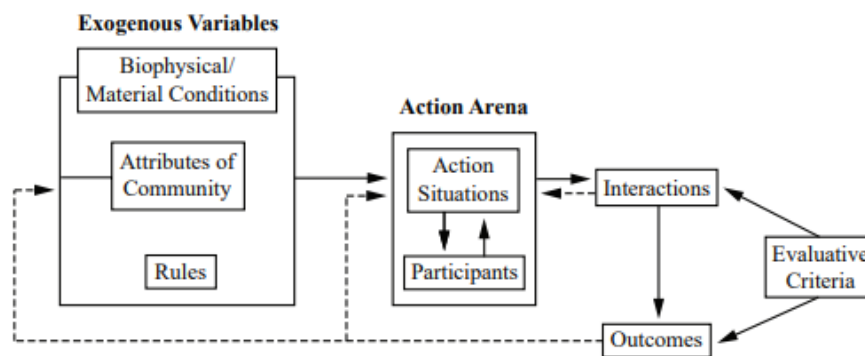 Exogenous Variables
Biophysical/
Material Conditions
Attributes of
Community
Rules
Action Arena
Action
Situations
Participants
Interactions
Outcomes
Evaluative
Criteria